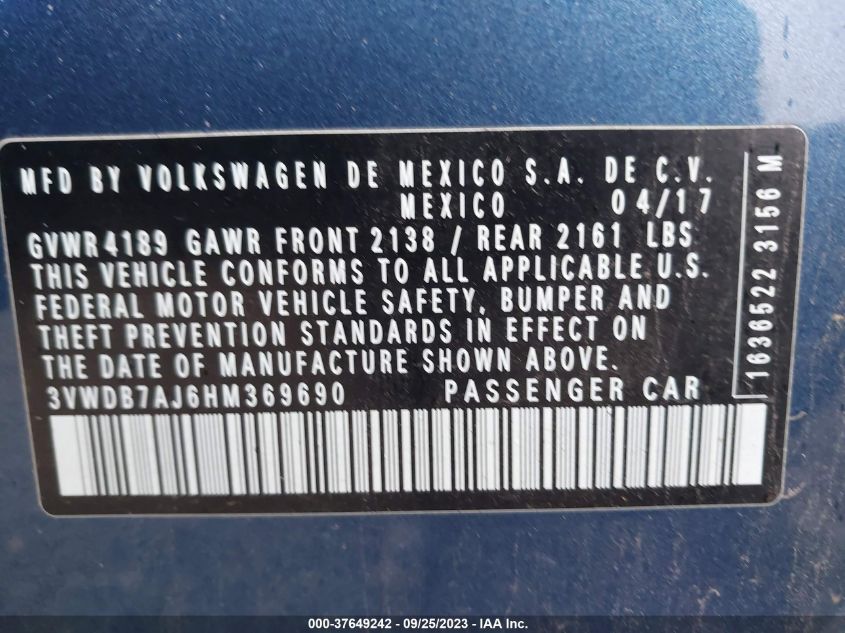 MFD BY VOLKSWAGEN DE MEXICO S.A. DE C.V.
MEXICO 04/17
GVWR4189 GAWR FRONT 2138 / REAR 2161 LBS
THIS VEHICLE CONFORMS TO ALL APPLICABLE U.S.
FEDERAL MOTOR VEHICLE SAFETY, BUMPER AND
THEFT PREVENTION STANDARDS IN EFFECT ON
THE DATE OF MANUFACTURE SHOWN ABOVE.
3VWDB7AJ6HM369690 PASSENGER CAR
1636522 3156 M
000-37649242 - 09/25/2023 - IAA Inc.